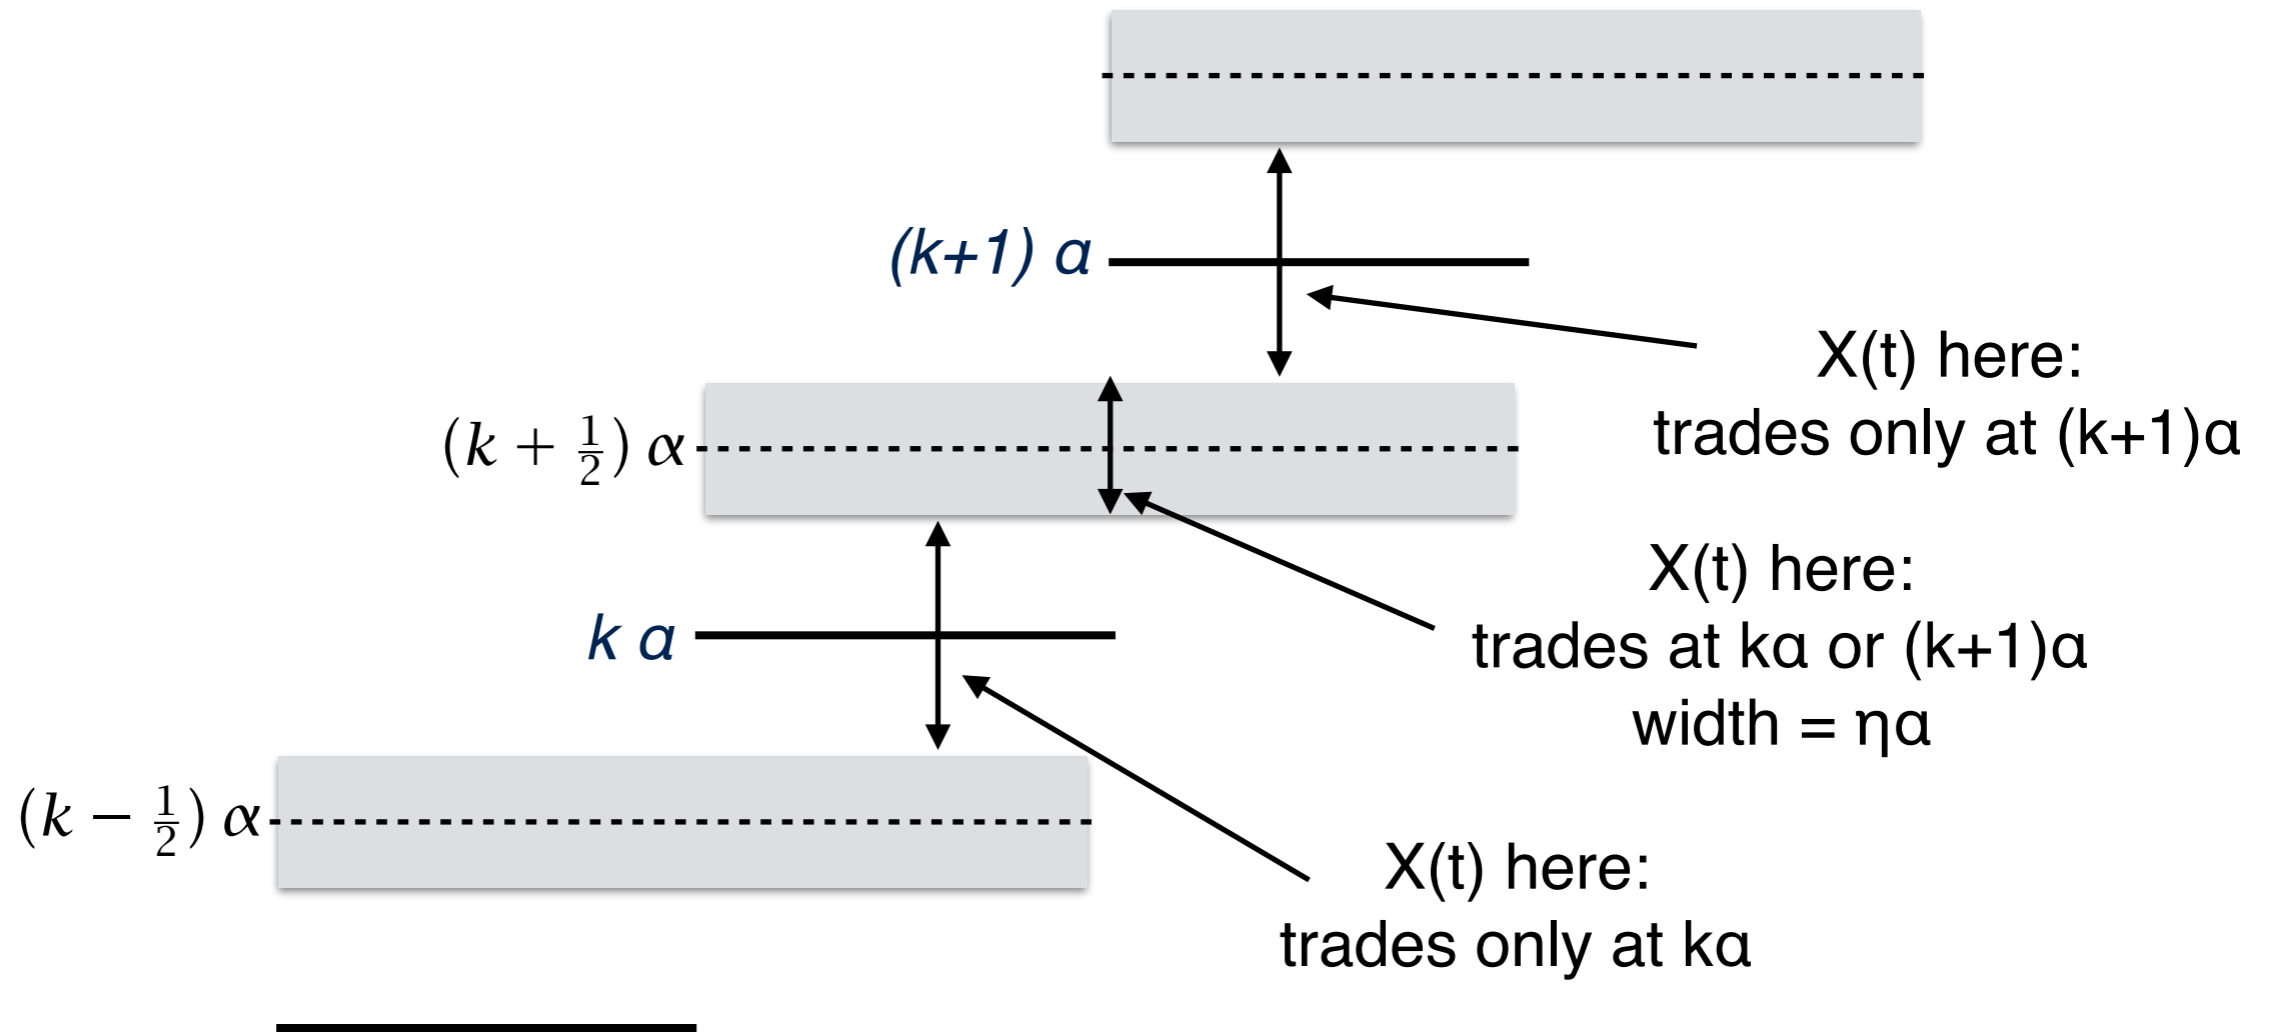 (k+1) α
X(t) here:
trades only at (k+1)α
(k + 1/2) α
X(t) here:
trades at kα or (k+1)α
width = ηα
k α
(k − 1/2) α
X(t) here:
trades only at kα